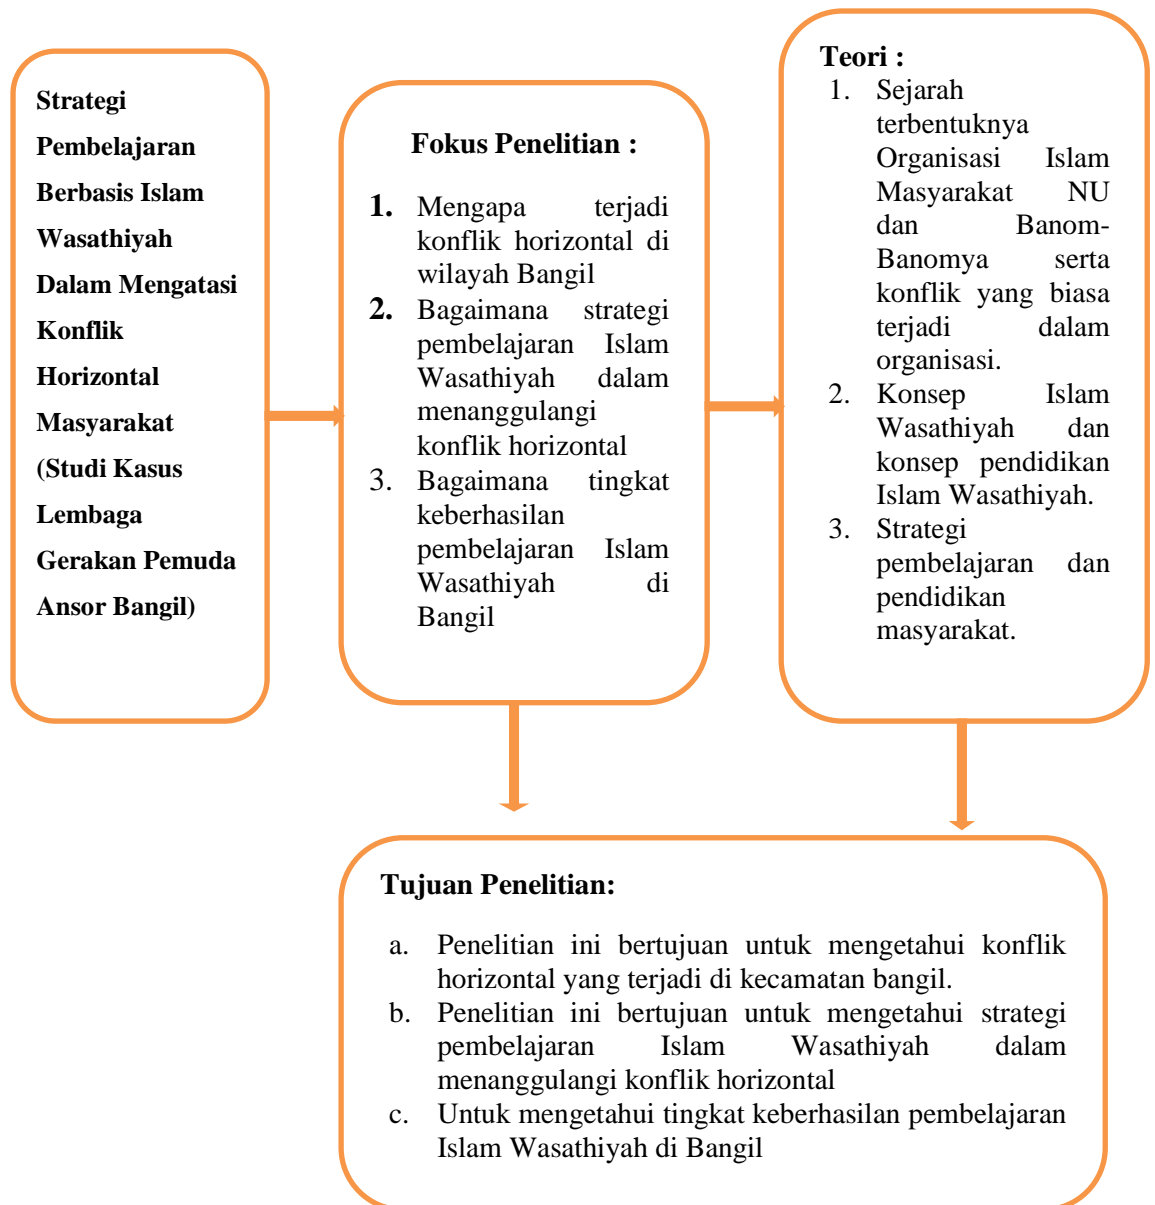 Strategi
Pembelajaran
Berbasis Islam
Wasathiyah
Dalam Mengatasi
Konflik
Horizontal
Masyarakat
(Studi Kasus
Lembaga
Gerakan Pemuda
Ansor Bangil)
Fokus Penelitian :
1. Mengapa terjadi
konflik horizontal di
wilayah Bangil
2. Bagaimana strategi
pembelajaran Islam
Wasathiyah dalam
menanggulangi
konflik horizontal
3. Bagaimana tingkat
keberhasilan
pembelajaran Islam
Wasathiyah di
Bangil
Teori :
1. Sejarah
terbentuknya
Organisasi Islam
Masyarakat NU
dan Banom-
Banomya serta
konflik yang biasa
terjadi dalam
organisasi.
2. Konsep Islam
Wasathiyah dan
konsep pendidikan
Islam Wasathiyah.
3. Strategi
pembelajaran dan
pendidikan
masyarakat.
Tujuan Penelitian:
a. Penelitian ini bertujuan untuk mengetahui konflik
horizontal yang terjadi di kecamatan bangil.
b. Penelitian ini bertujuan untuk mengetahui strategi
pembelajaran Islam Wasathiyah dalam
menanggulangi konflik horizontal
c. Untuk mengetahui tingkat keberhasilan pembelajaran
Islam Wasathiyah di Bangil